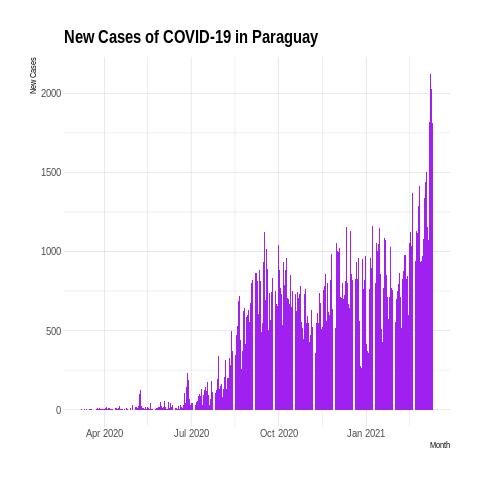 New Cases of COVID-19 in Paraguay
New Cases
2000
1500
1000
500
0
Apr 2020 Jul 2020 Oct 2020 Jan 2021
Month